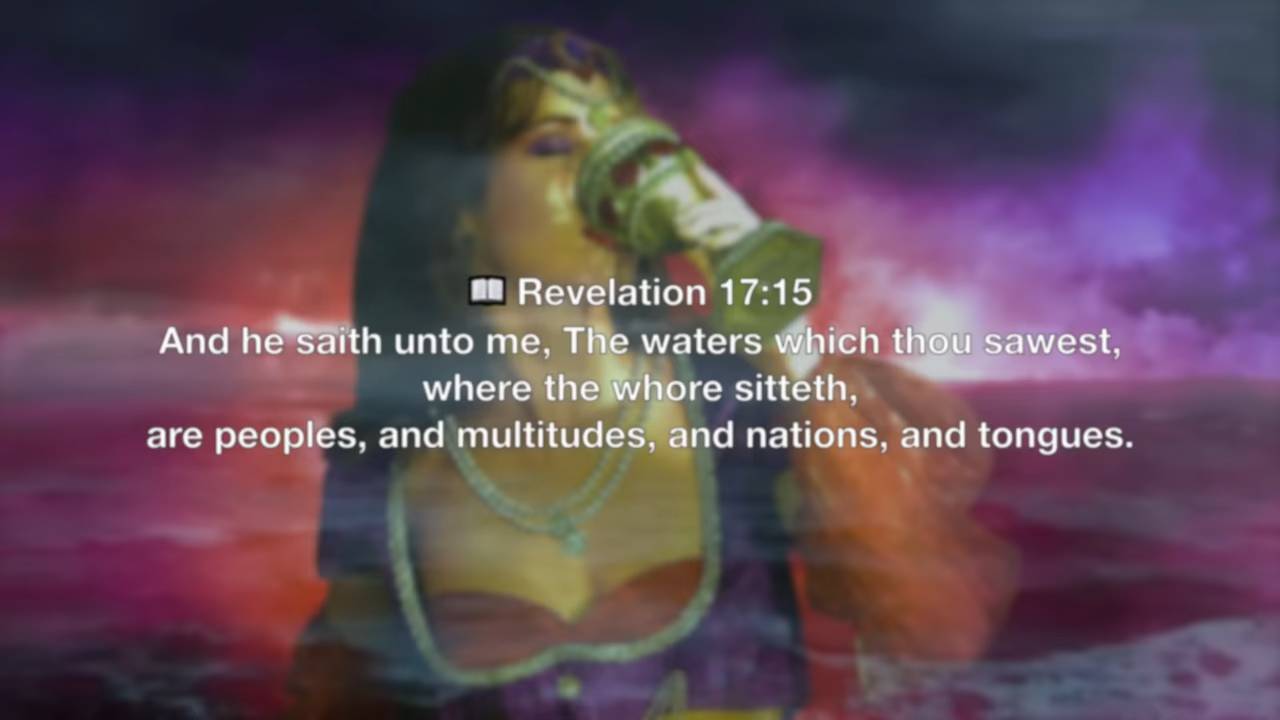 📖 Revelation 17:15
And he saith unto me, The waters which thou sawest,
where the whore sitteth,
are peoples, and multitudes, and nations, and tongues.